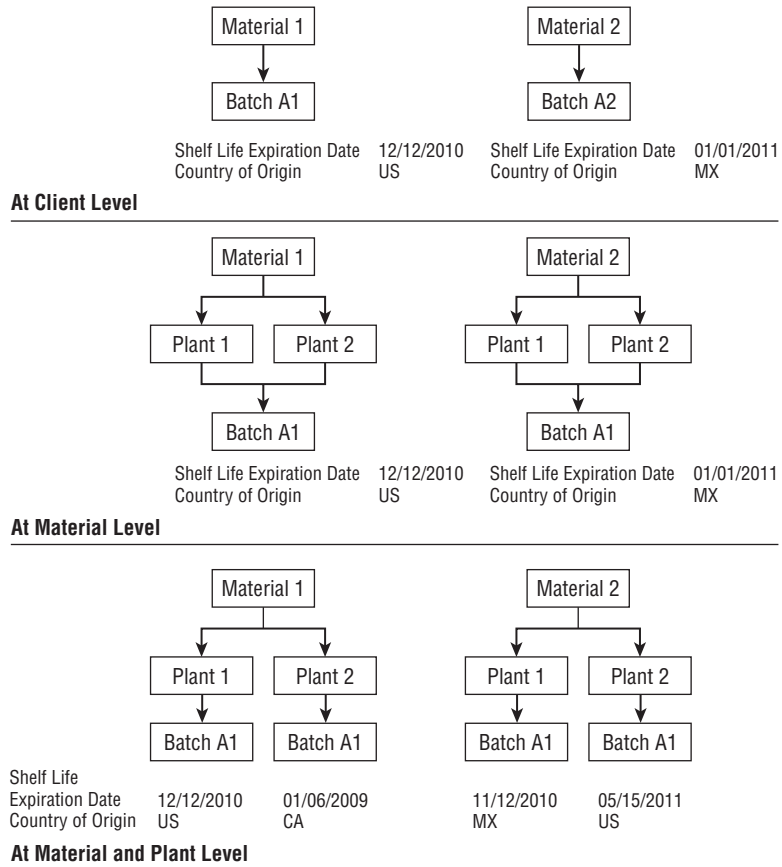 Material 1 Material 2
Batch A1 Batch A2
Shelf Life Expiration Date 12/12/2010 Shelf Life Expiration Date 01/01/2011
Country of Origin US Country of Origin MX
At Client Level
Material 1 Material 2
Plant 1 Plant 2 Plant 1 Plant 2
Batch A1 Batch A1
Shelf Life Expiration Date 12/12/2010 Shelf Life Expiration Date 01/01/2011
Country of Origin US Country of Origin MX
At Material Level
Material 1 Material 2
Plant 1 Plant 2 Plant 1 Plant 2
Batch A1 Batch A1 Batch A1 Batch A1
Shelf Life
Expiration Date 12/12/2010 01/06/2009 11/12/2010 05/15/2011
Country of Origin US CA MX US
At Material and Plant Level